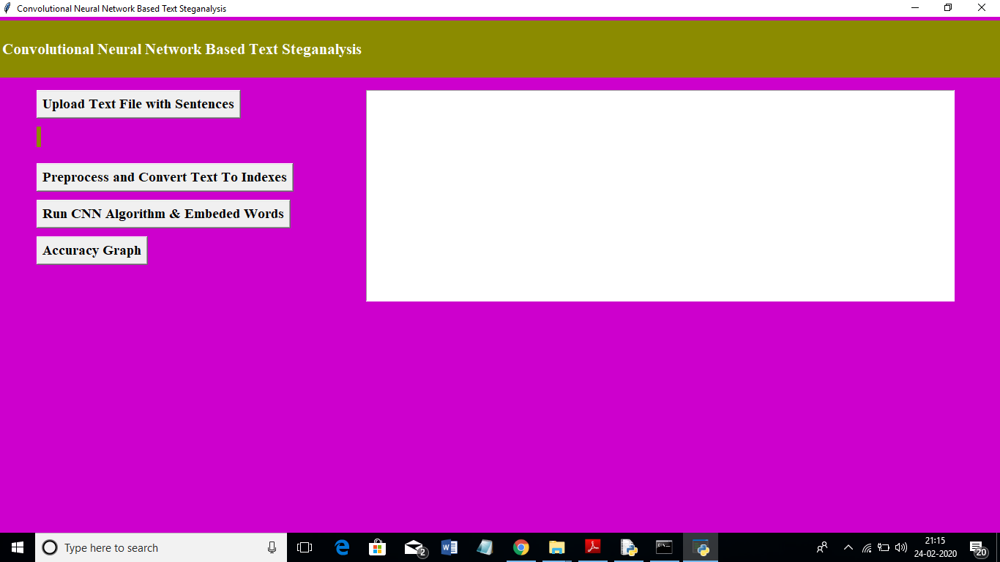 Convolutional Neural Network Based Text Steganalysis
Convolutional Neural Network Based Text Steganalysis
Upload Text File with Sentences
Preprocess and Convert Text To Indexes
Run CNN Algorithm & Embeded Words
Accuracy Graph
Type here to search
2
W
21:15
24-02-2020
20